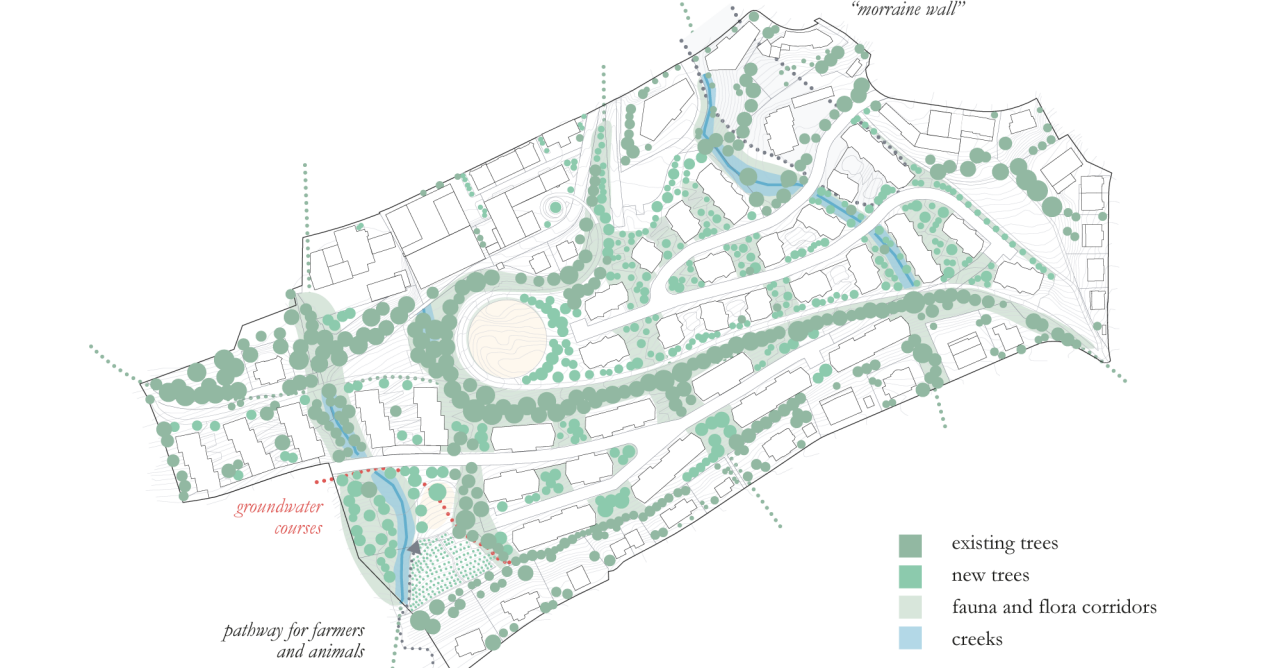 “morraine wall”
groundwater
courses
existing trees
new trees
fauna and flora corridors
creeks
pathway for farmers
and animals